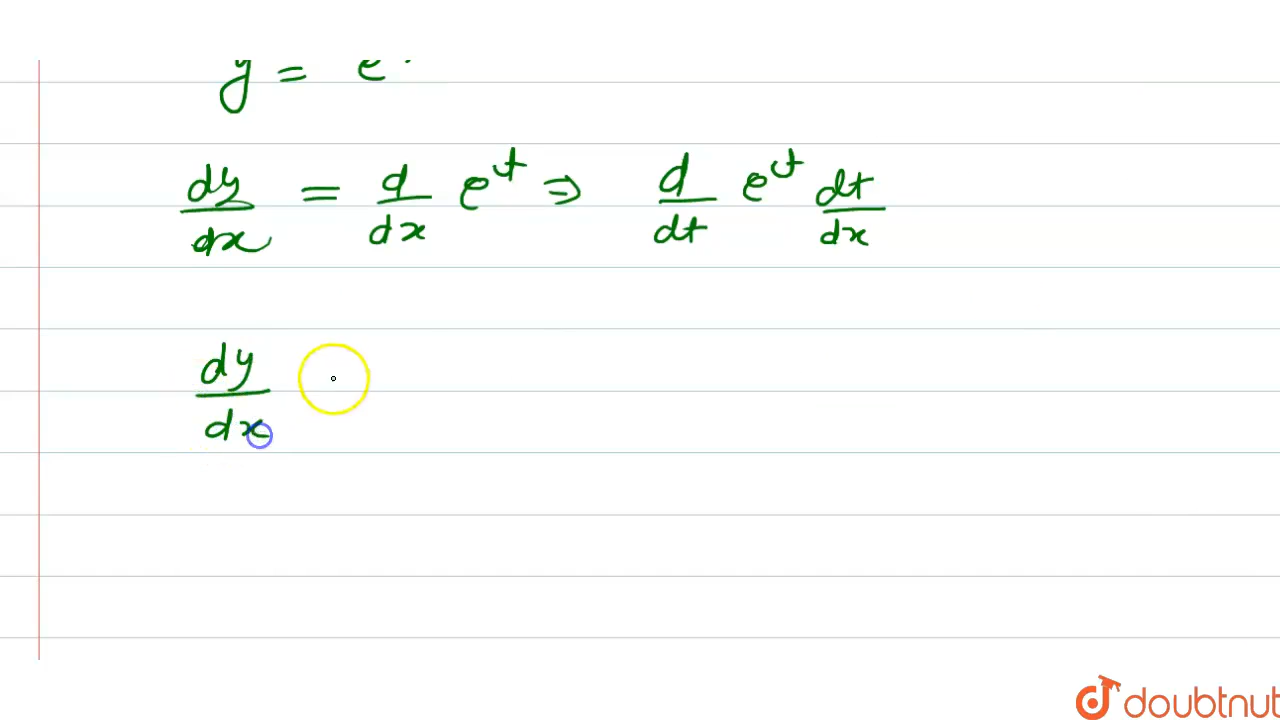 y = e
dy/dx = d/dx e^t ⇒ d/dt e^t dt/dx
dy/dx
doubtnut